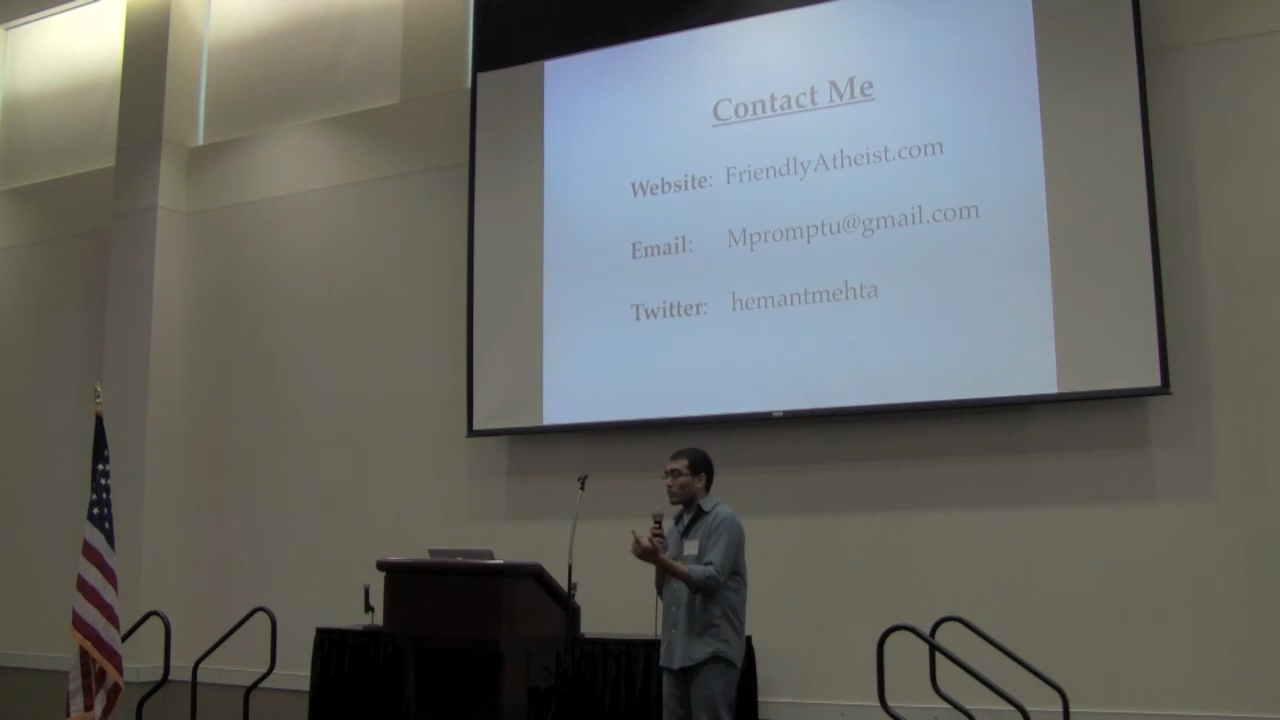 Contact Me
Website: FriendlyAtheist.com
Email: Mpromptu@gmail.com
Twitter: hemantmehta